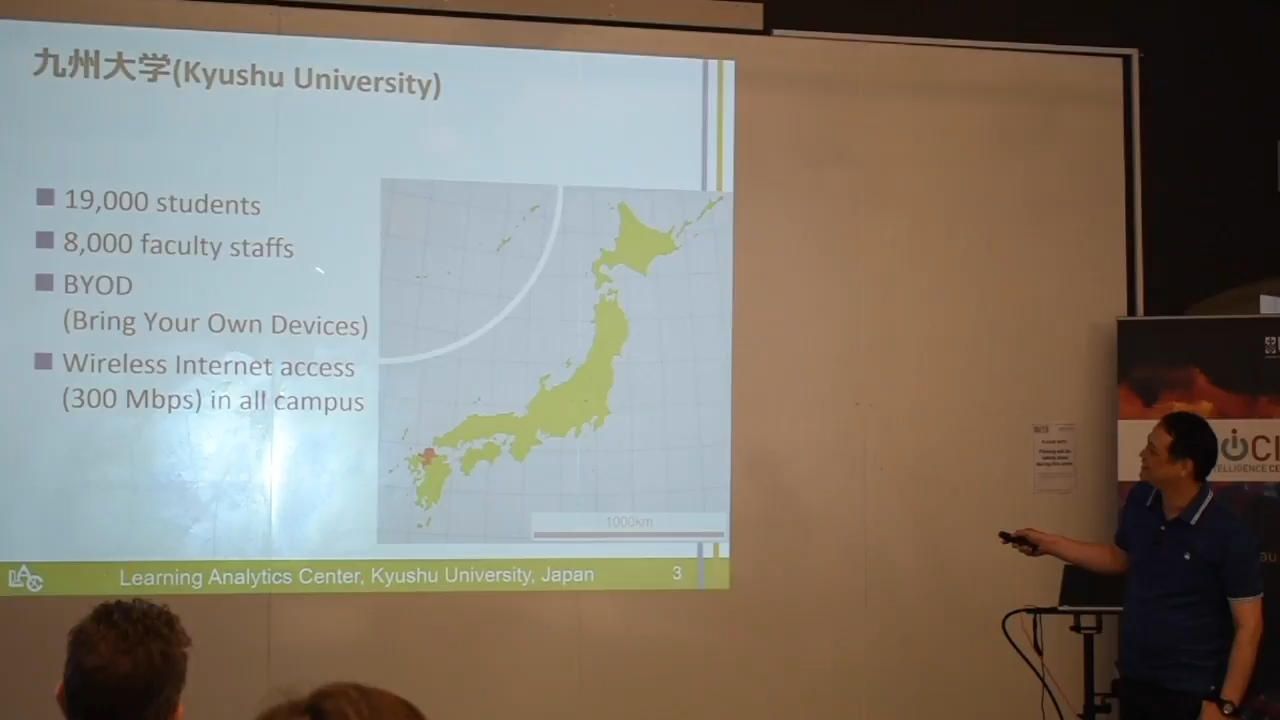 九州大学(Kyushu University)
19,000 students
8,000 faculty staffs
BYOD
(Bring Your Own Devices)
Wireless Internet access
(300 Mbps) in all campus
1000km
LAC
Learning Analytics Center, Kyushu University, Japan
3